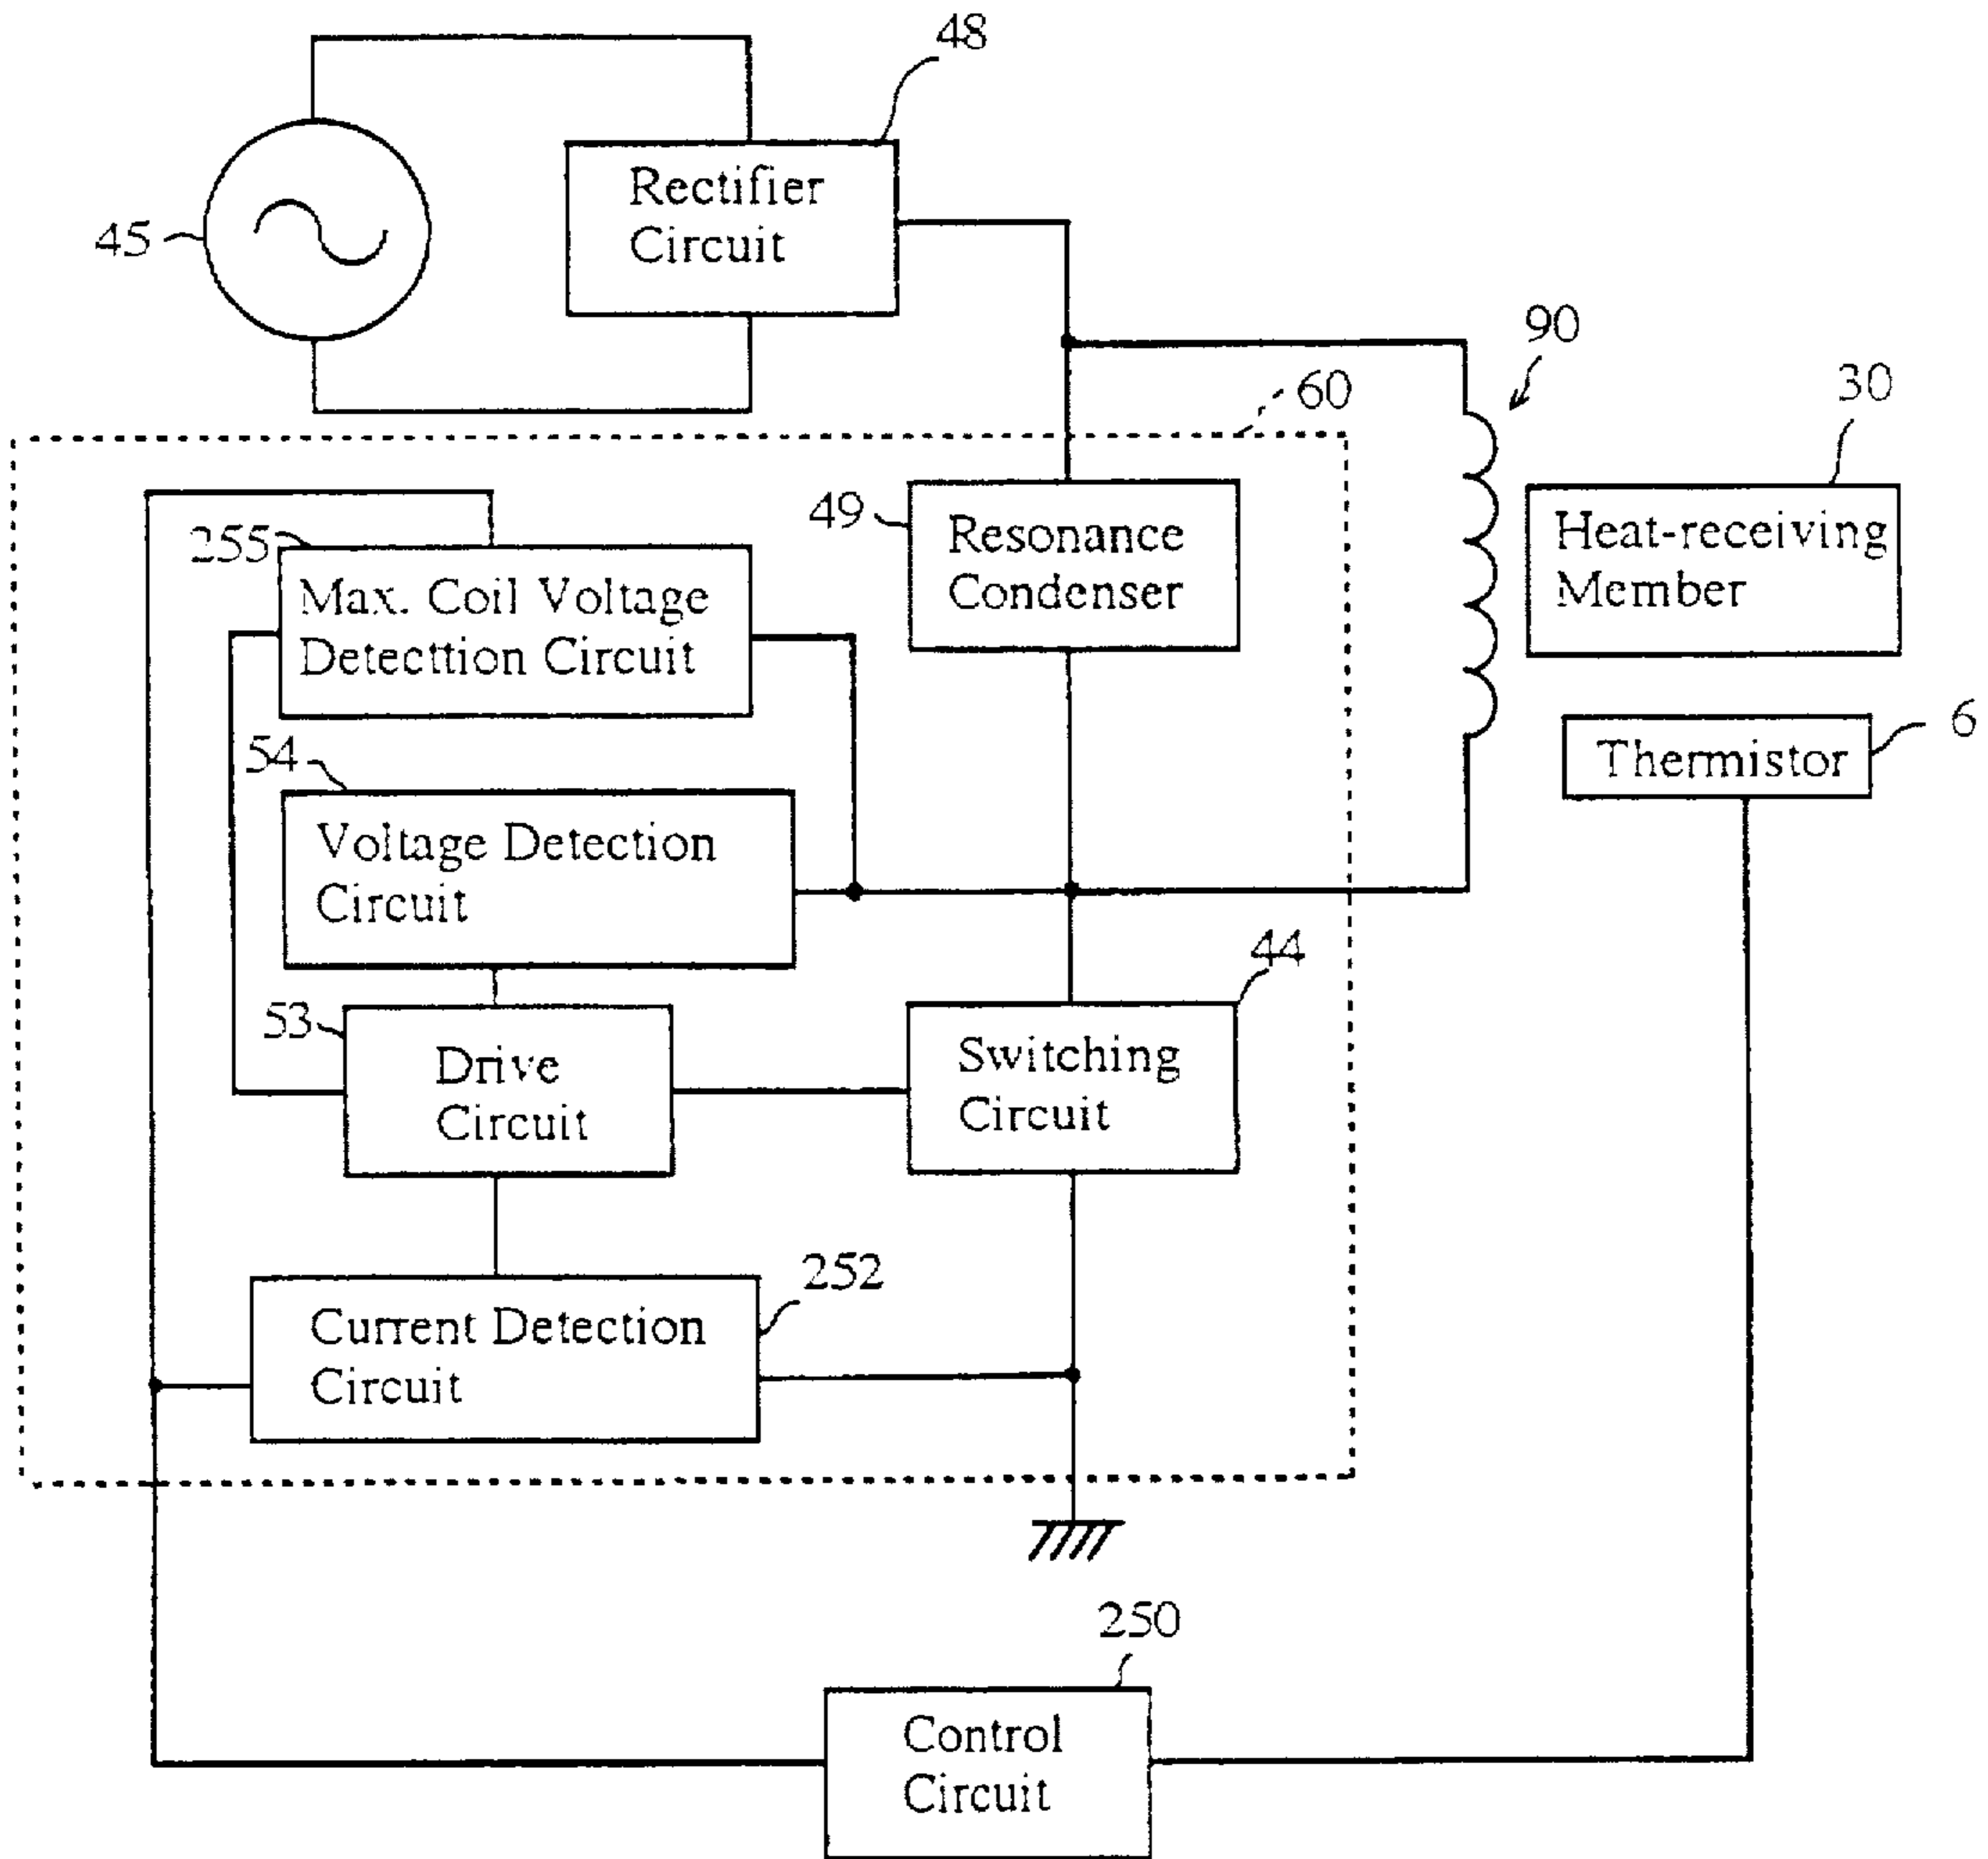 48
Rectifier
Circuit
45
90
60
30
49
Resonance
Condenser
Heat-receiving
Member
255
Max. Coil Voltage
Detecttion Circuit
6
Thermistor
54
Voltage Detection
Circuit
44
53
Drive
Circuit
Switching
Circuit
252
Current Detection
Circuit
250
Control
Circuit